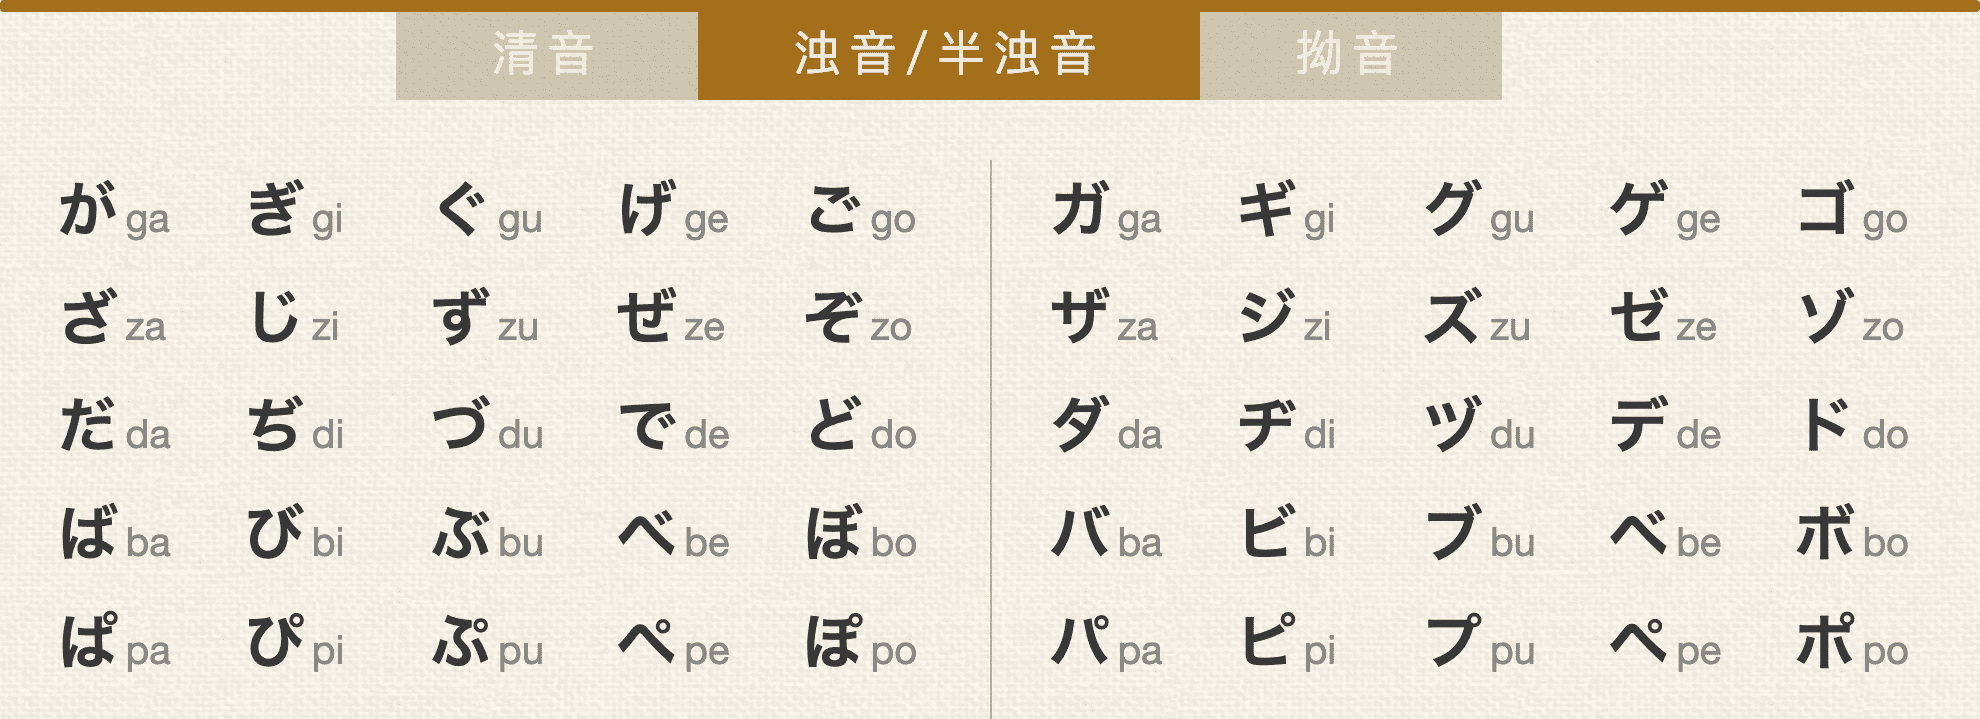 清音 浊音/半浊音 拗音
が ga ぎ gi ぐ gu げ ge ご go ガ ga ギ gi グ gu ゲ ge ゴ go
ざ za じ zi ず zu ぜ ze ぞ zo ザ za ジ zi ズ zu ゼ ze ゾ zo
だ da ぢ di づ du で de ど do ダ da ヂ di ヅ du デ de ド do
ば ba び bi ぶ bu べ be ぼ bo バ ba ビ bi ブ bu ベ be ボ bo
ぱ pa ぴ pi ぷ pu ぺ pe ぽ po パ pa ピ pi プ pu ペ pe ポ po